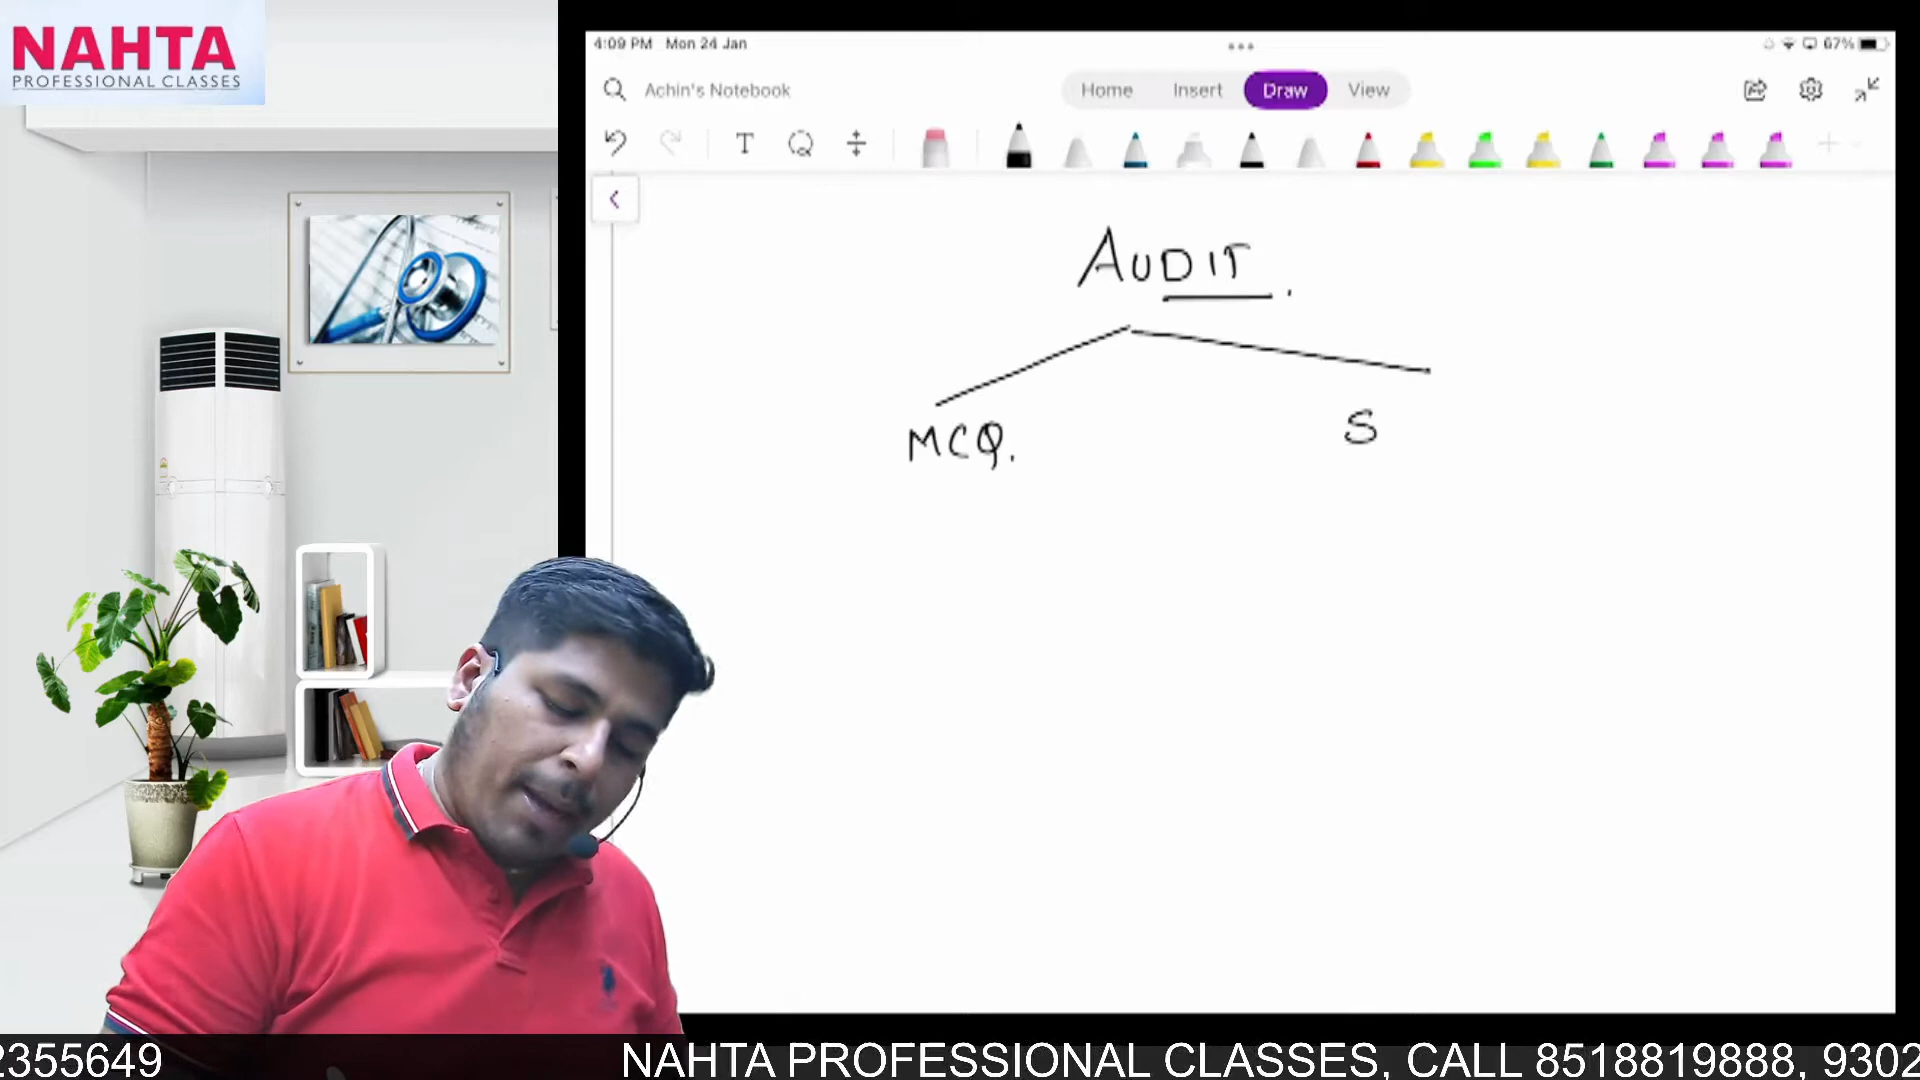 NAHTA
PROFESSIONAL CLASSES
4:09 PM Mon 24 Jan
67%
Achin's Notebook
Home Insert Draw View
T
AUDIT.
MCQ.
S
2355649 NAHTA PROFESSIONAL CLASSES, CALL 8518819888, 9302